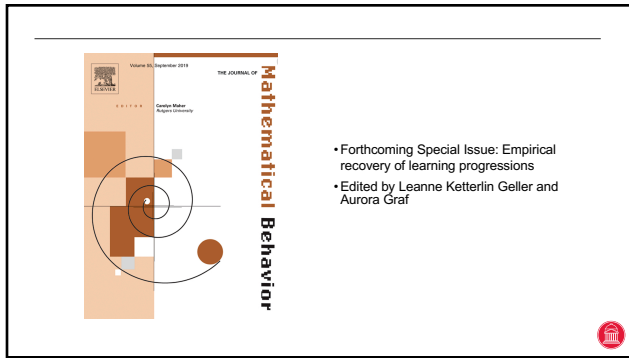 Volume 55, September 2019
THE JOURNAL OF
ELSEVIER
EDITOR
Carolyn Maher
Rutgers University
Mathematical Behavior
• Forthcoming Special Issue: Empirical
recovery of learning progressions
• Edited by Leanne Ketterlin Geller and
Aurora Graf